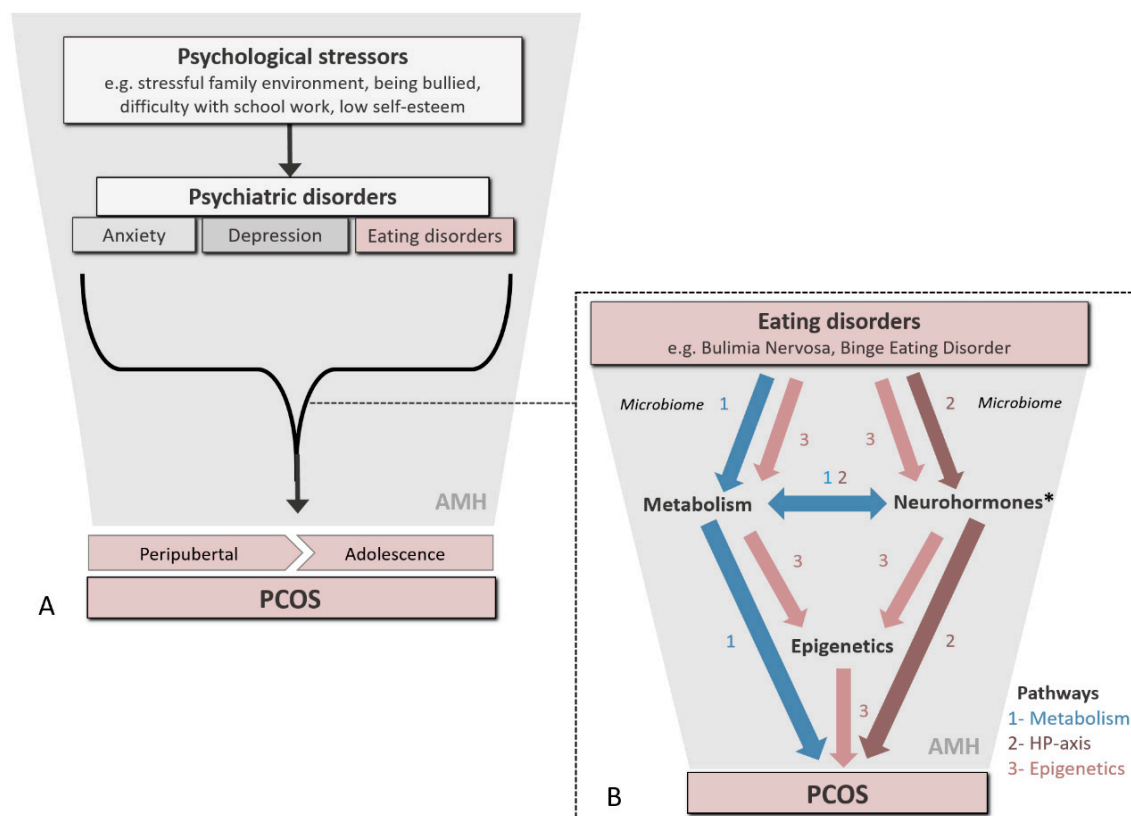 Psychological stressors
e.g. stressful family environment, being bullied,
difficulty with school work, low self-esteem
Psychiatric disorders
Anxiety
Depression
Eating disorders
AMH
Peripubertal
Adolescence
PCOS
A
Eating disorders
e.g. Bulimia Nervosa, Binge Eating Disorder
Microbiome 1 3 3 2 Microbiome
1 2
Metabolism
Neurohormones*
3 3
Epigenetics
1 2
3
AMH
PCOS
B
Pathways
1- Metabolism
2- HP-axis
3- Epigenetics